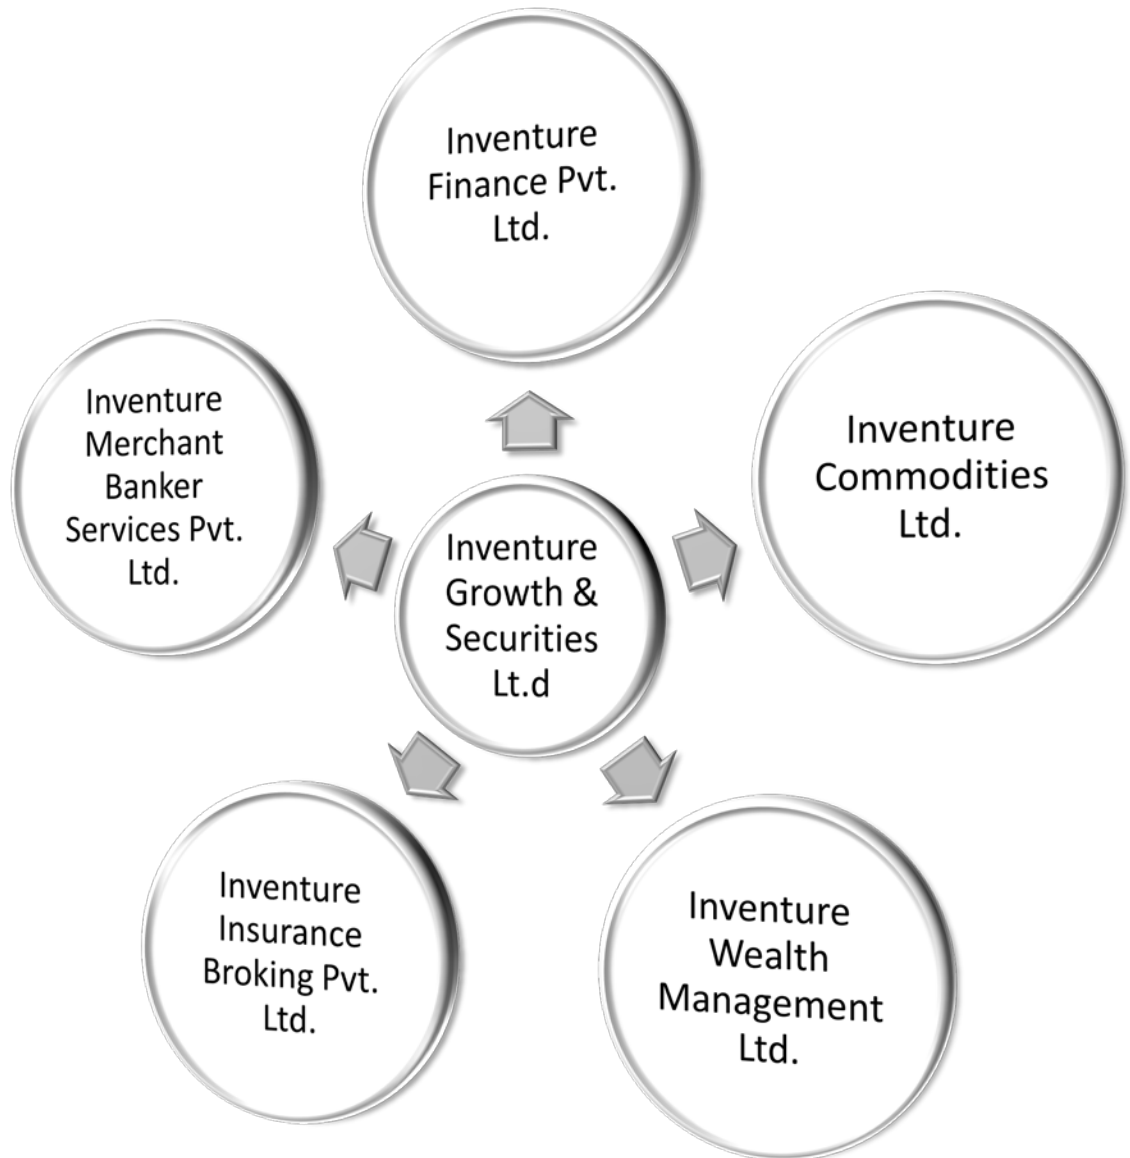 Inventure
Finance Pvt.
Ltd.
Inventure
Commodities
Ltd.
Inventure
Merchant
Banker
Services Pvt.
Ltd.
Inventure
Growth &
Securities
Lt.d
Inventure
Insurance
Broking Pvt.
Ltd.
Inventure
Wealth
Management
Ltd.